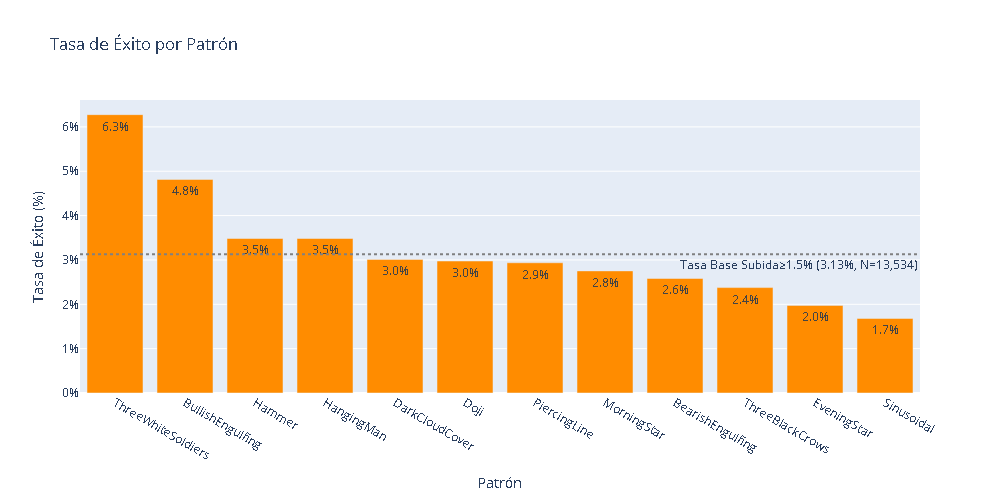 Tasa de Éxito por Patrón
Tasa de Éxito (%)
6%
5%
4%
3%
2%
1%
0%
6.3%
4.8%
3.5%
3.5%
3.0%
3.0%
2.9%
2.8%
2.6%
2.4%
2.0%
1.7%
Tasa Base Subida≥1.5% (3.13%, N=13,534)
ThreeWhiteSoldiers
BullishEngulfing
Hammer
HangingMan
DarkCloudCover
Doji
PiercingLine
MorningStar
BearishEngulfing
ThreeBlackCrows
EveningStar
Sinusoidal
Patrón